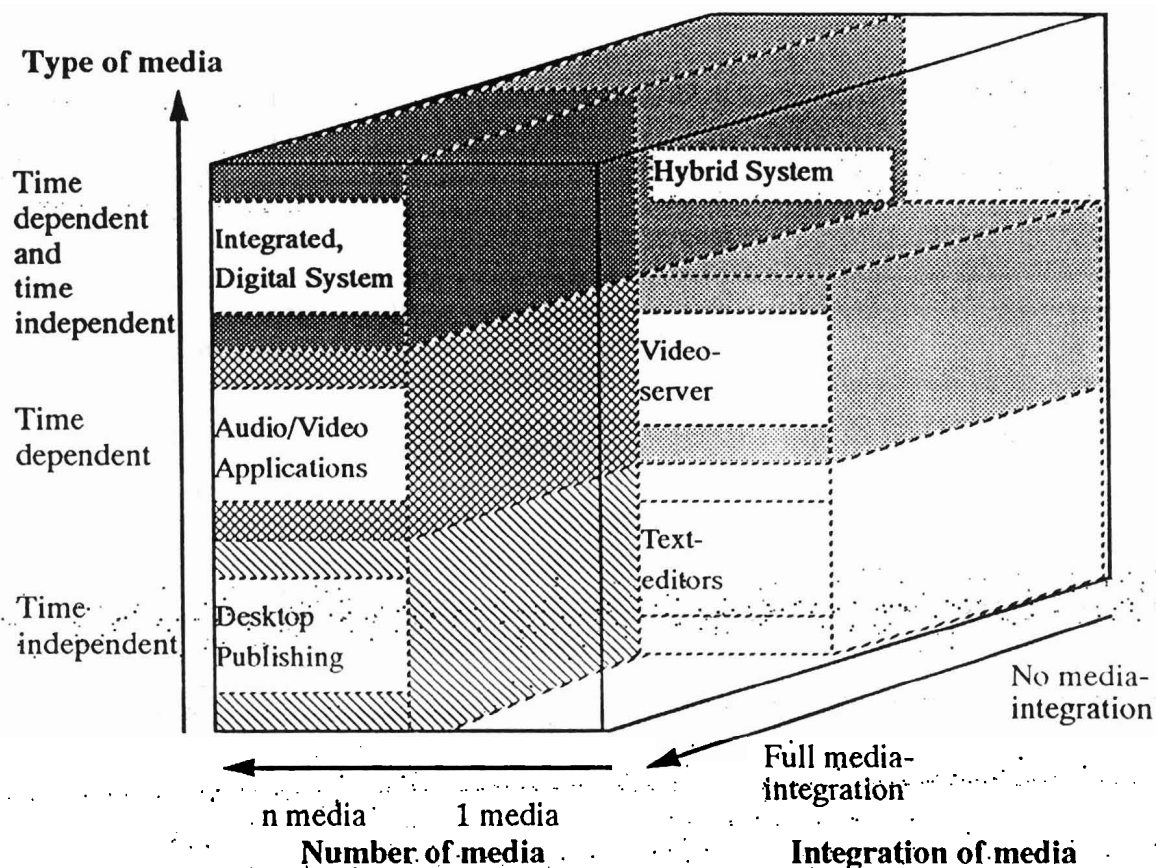 Type of media
Time
dependent
and
time
independent
Time
dependent
Time
independent
Integrated,
Digital System
Audio/Video
Applications
Desktop
Publishing
Hybrid System
Video-
server
Text-
editors
No media-
integration
Full media-
integration
n media
1 media
Number of media
Integration of media